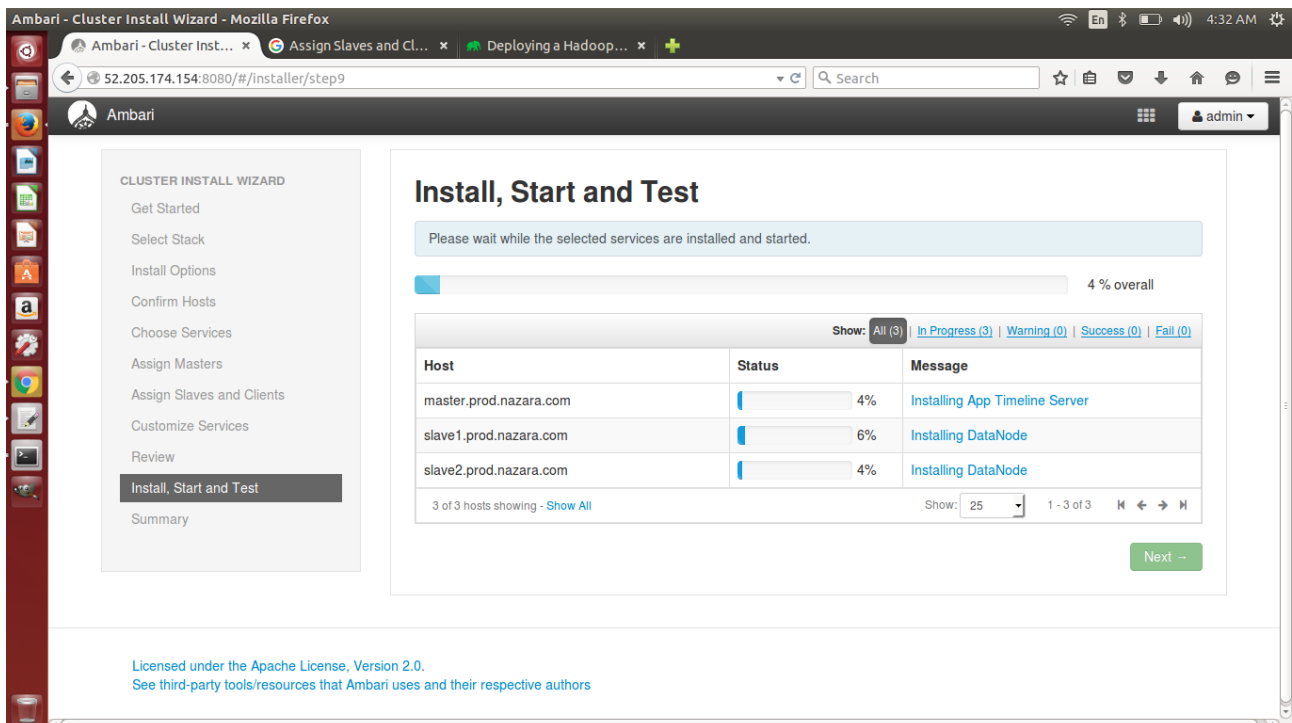 Ambari - Cluster Install Wizard - Mozilla Firefox
En
4:32 AM
Ambari - Cluster Inst... ×
Assign Slaves and Cl... ×
Deploying a Hadoop... ×
52.205.174.154:8080/#/installer/step9
Search
Ambari
admin
CLUSTER INSTALL WIZARD
Get Started
Select Stack
Install Options
Confirm Hosts
Choose Services
Assign Masters
Assign Slaves and Clients
Customize Services
Review
Install, Start and Test
Summary
Install, Start and Test
Please wait while the selected services are installed and started.
4 % overall
Show: All (3) | In Progress (3) | Warning (0) | Success (0) | Fail (0)
Host Status Message
master.prod.nazara.com 4% Installing App Timeline Server
slave1.prod.nazara.com 6% Installing DataNode
slave2.prod.nazara.com 4% Installing DataNode
3 of 3 hosts showing - Show All
Show: 25
1 - 3 of 3
Next →
Licensed under the Apache License, Version 2.0.
See third-party tools/resources that Ambari uses and their respective authors